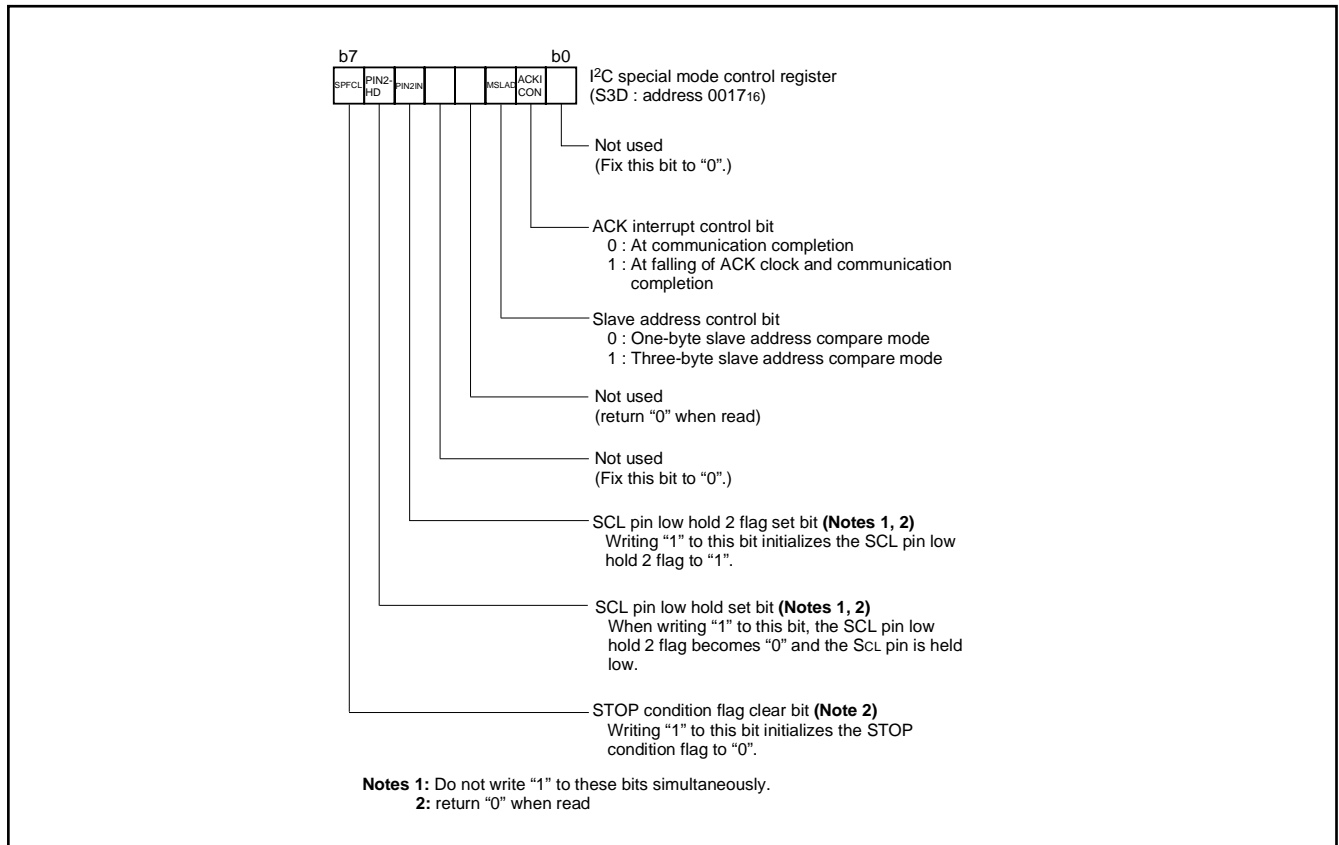 b7 b0
SPFCL PIN2-HD PIN2IN MSLAD ACKI CON
I2C special mode control register
(S3D : address 001716)
Not used
(Fix this bit to “0”.)
ACK interrupt control bit
0 : At communication completion
1 : At falling of ACK clock and communication
completion
Slave address control bit
0 : One-byte slave address compare mode
1 : Three-byte slave address compare mode
Not used
(return “0” when read)
Not used
(Fix this bit to “0”.)
SCL pin low hold 2 flag set bit (Notes 1, 2)
Writing “1” to this bit initializes the SCL pin low
hold 2 flag to “1”.
SCL pin low hold set bit (Notes 1, 2)
When writing “1” to this bit, the SCL pin low
hold 2 flag becomes “0” and the SCL pin is held
low.
STOP condition flag clear bit (Note 2)
Writing “1” to this bit initializes the STOP
condition flag to “0”.
Notes 1: Do not write “1” to these bits simultaneously.
2: return “0” when read